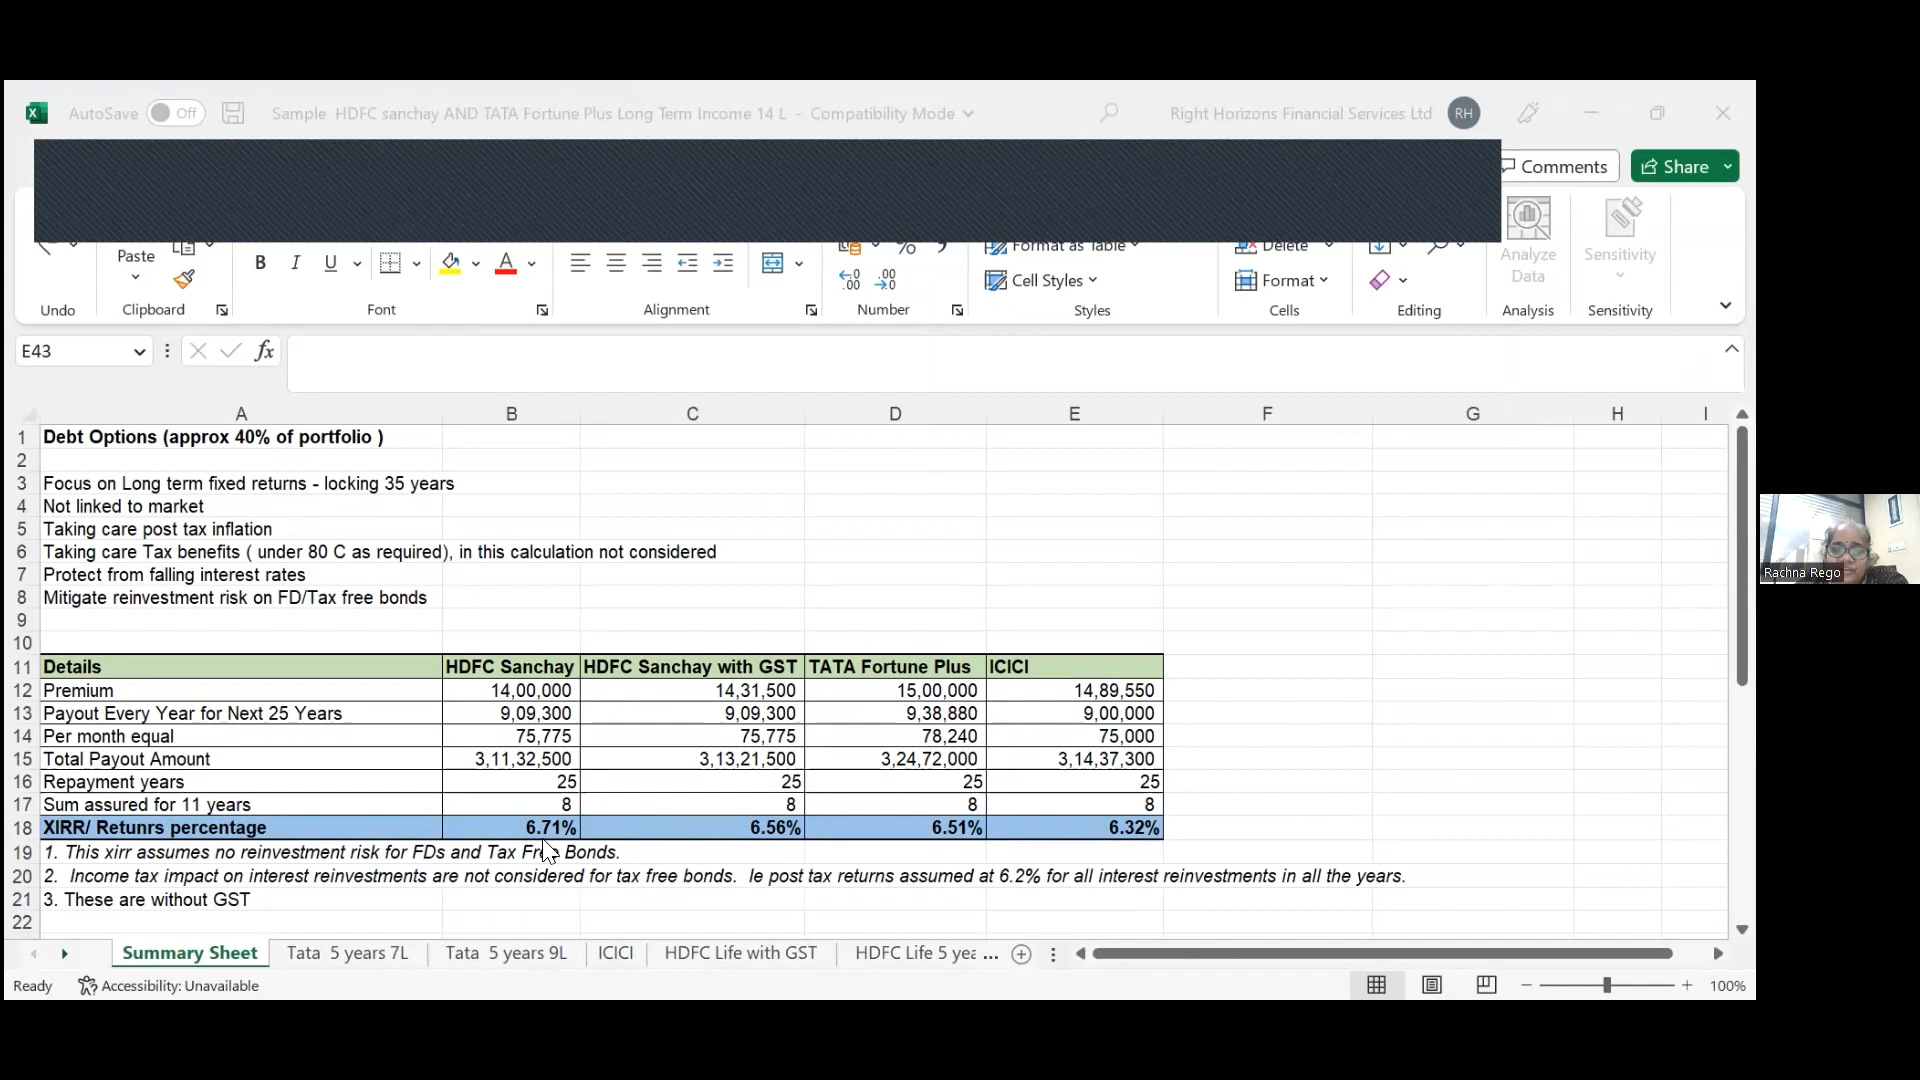 AutoSave Off Sample HDFC sanchay AND TATA Fortune Plus Long Term Income 14 L - Compatibility Mode Right Horizons Financial Services Ltd RH
Comments Share
Paste B I U Format as Table Delete Analyze Data Sensitivity
Cell Styles Format
Undo Clipboard Font Alignment Number Styles Cells Editing Analysis Sensitivity
E43 fx
A B C D E F G H I
1 Debt Options (approx 40% of portfolio )
2
3 Focus on Long term fixed returns - locking 35 years
4 Not linked to market
5 Taking care post tax inflation
6 Taking care Tax benefits ( under 80 C as required), in this calculation not considered
7 Protect from falling interest rates
8 Mitigate reinvestment risk on FD/Tax free bonds
9
10
11 Details HDFC Sanchay HDFC Sanchay with GST TATA Fortune Plus ICICI
12 Premium 14,00,000 14,31,500 15,00,000 14,89,550
13 Payout Every Year for Next 25 Years 9,09,300 9,09,300 9,38,880 9,00,000
14 Per month equal 75,775 75,775 78,240 75,000
15 Total Payout Amount 3,11,32,500 3,13,21,500 3,24,72,000 3,14,37,300
16 Repayment years 25 25 25 25
17 Sum assured for 11 years 8 8 8 8
18 XIRR/ Retunrs percentage 6.71% 6.56% 6.51% 6.32%
19 1. This xirr assumes no reinvestment risk for FDs and Tax Free Bonds.
20 2. Income tax impact on interest reinvestments are not considered for tax free bonds. Ie post tax returns assumed at 6.2% for all interest reinvestments in all the years.
21 3. These are without GST
22
Summary Sheet Tata 5 years 7L Tata 5 years 9L ICICI HDFC Life with GST HDFC Life 5 yea ...
Ready Accessibility: Unavailable 100%
Rachna Rego